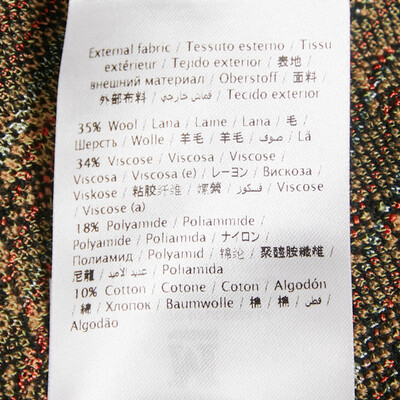 External fabric / Tessuto esterno / Tissu
extérieur / Tejido exterior / 表地 /
внешний материал / Oberstoff / 面料 /
外部布料 / قماش خارجي / Tecido exterior
35% Wool / Lana / Laine / Lana / 毛 /
Шерсть / Wolle / 羊毛 / 羊毛 / صوف / Lã
34% Viscose / Viscosa / Viscose /
Viscosa / Viscosa (e) / レーヨン / Вискоза /
Viskose / 粘胶纤维 / 嫘縈 / فسكوز / Viscose
/ Viscose (a)
18% Polyamide / Poliammide /
Polyamide / Poliamida / ナイロン /
Полиамид / Polyamid / 锦纶 / 聚醯胺纖維 /
尼龍 / عديد الاميد / Poliamida
10% Cotton / Cotone / Coton / Algodón
/ 綿 / Хлопок / Baumwolle / 棉 / 棉 / قطن /
Algodão